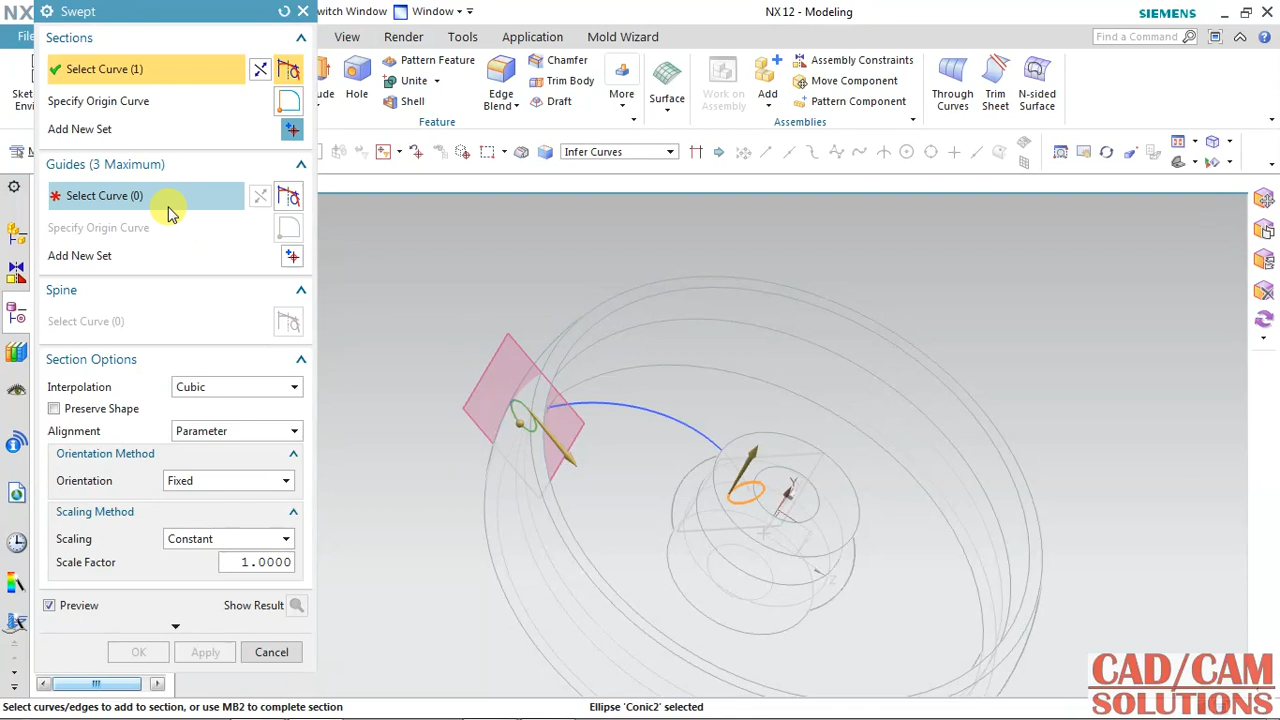 NX
Swept
Switch Window
Window
NX 12 - Modeling
SIEMENS
File
View
Render
Tools
Application
Mold Wizard
Find a Command
Sections
Select Curve (1)
Specify Origin Curve
Add New Set
Hole
Pattern Feature
Unite
Shell
Edge
Blend
Chamfer
Trim Body
Draft
More
Surface
Work on
Assembly
Add
Assembly Constraints
Move Component
Pattern Component
Through
Curves
Trim
Sheet
N-sided
Surface
Feature
Assemblies
Infer Curves
Guides (3 Maximum)
Select Curve (0)
Specify Origin Curve
Add New Set
Spine
Select Curve (0)
Section Options
Interpolation
Cubic
Preserve Shape
Alignment
Parameter
Orientation Method
Orientation
Fixed
Scaling Method
Scaling
Constant
Scale Factor
1.0000
Preview
Show Result
OK
Apply
Cancel
Y
Z
CAD/CAM
SOLUTIONS
Select curves/edges to add to section, or use MB2 to complete section
Ellipse 'Conic2' selected